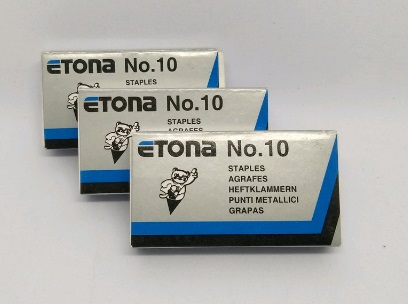 ETONA No.10
STAPLES
ETONA No.10
STAPLES
AGRAFES
ETONA No.10
STAPLES
AGRAFES
HEFTKLAMMERN
PUNTI METALLICI
GRAPAS